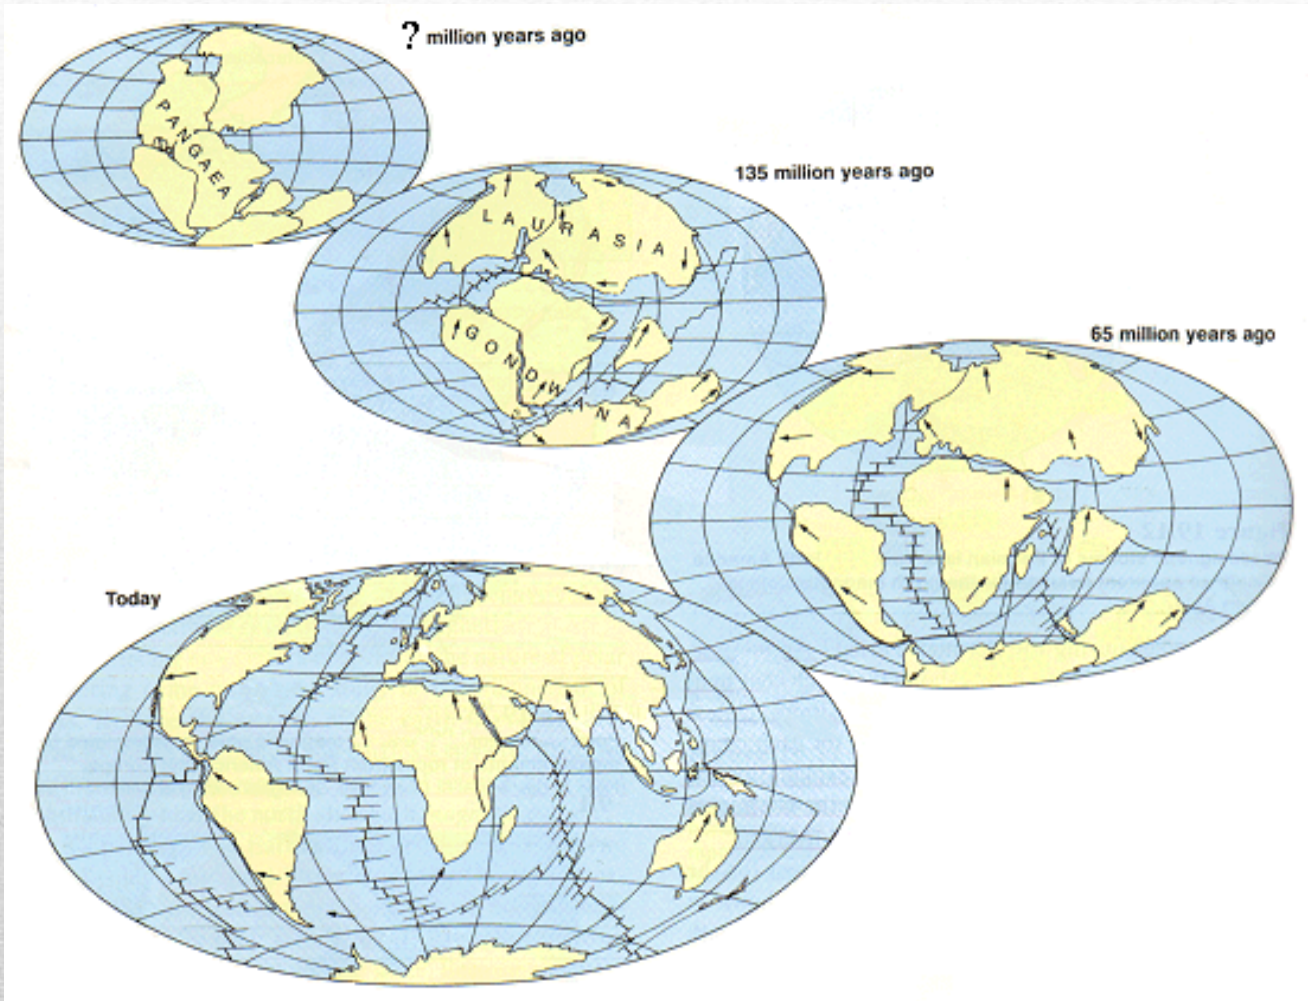 ? million years ago
PANGAEA
135 million years ago
LAURASIA
GONDWANA
65 million years ago
Today